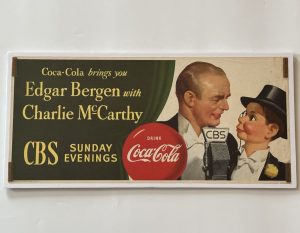 Coca-Cola brings you
Edgar Bergen with
Charlie McCarthy
CBS SUNDAY EVENINGS
DRINK
Coca-Cola
CBS